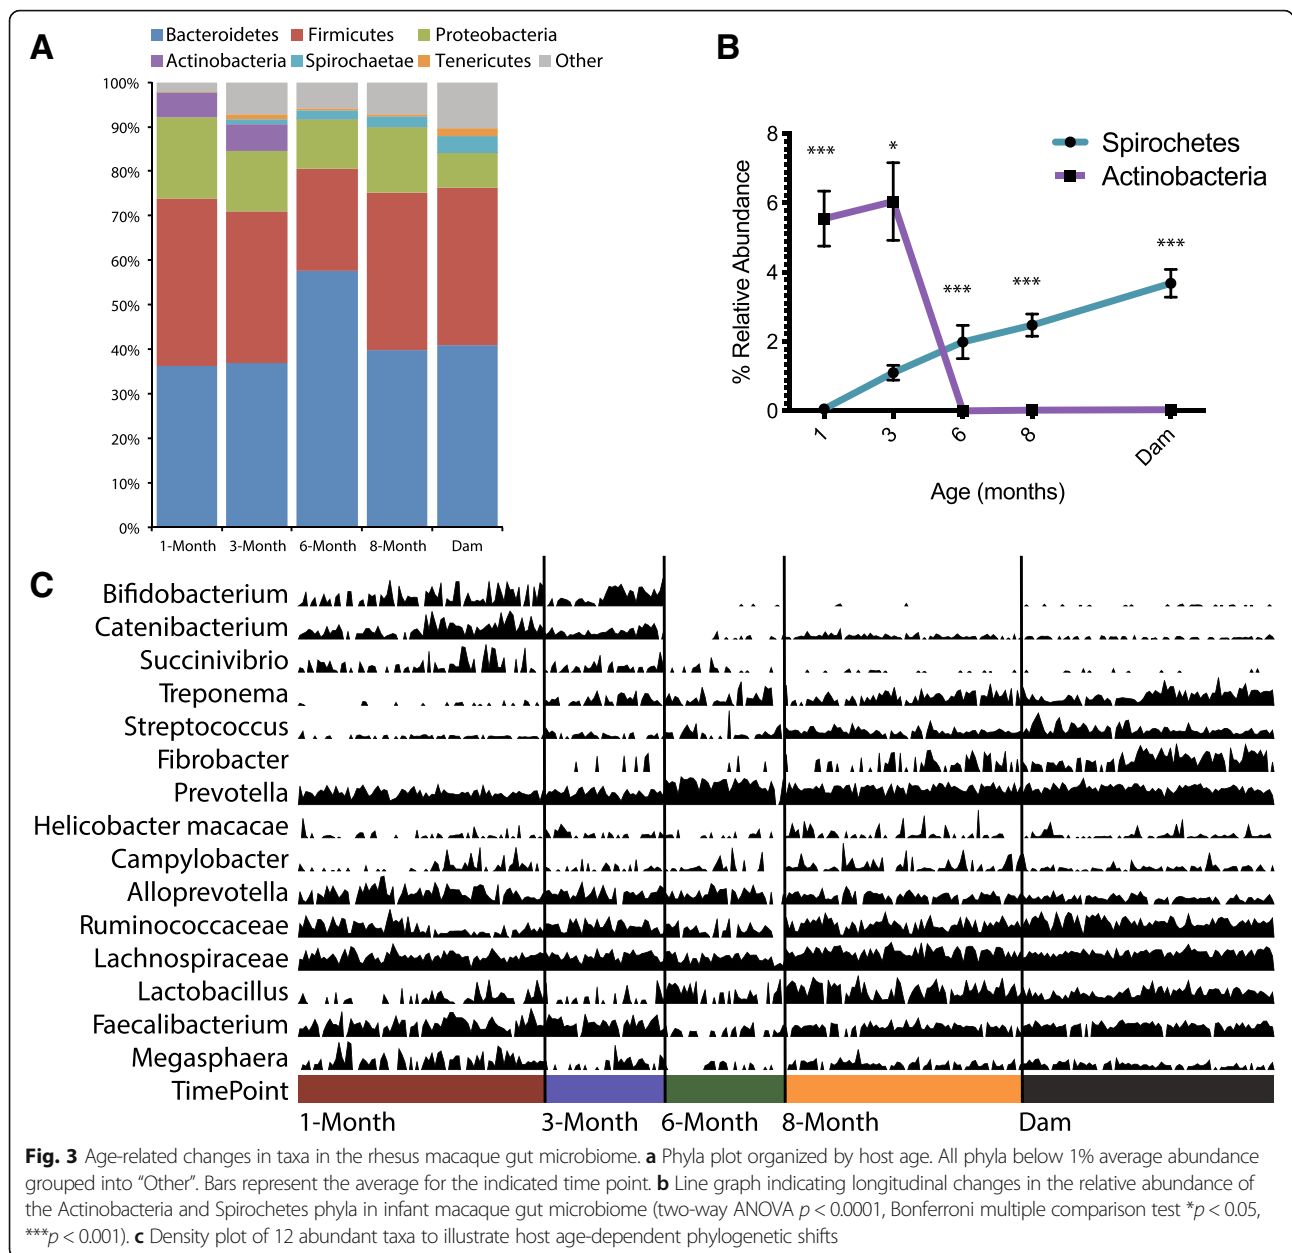 A
Bacteroidetes Firmicutes Proteobacteria
Actinobacteria Spirochaetae Tenericutes Other
100%
90%
80%
70%
60%
50%
40%
30%
20%
10%
0%
1-Month 3-Month 6-Month 8-Month Dam
B
Spirochetes
Actinobacteria
% Relative Abundance
8
6
4
2
0
*** * *** *** ***
1 3 6 8 Dam
Age (months)
C
Bifidobacterium
Catenibacterium
Succinivibrio
Treponema
Streptococcus
Fibrobacter
Prevotella
Helicobacter macacae
Campylobacter
Alloprevotella
Ruminococcaceae
Lachnospiraceae
Lactobacillus
Faecalibacterium
Megasphaera
TimePoint
1-Month 3-Month 6-Month 8-Month Dam
Fig. 3 Age-related changes in taxa in the rhesus macaque gut microbiome. a Phyla plot organized by host age. All phyla below 1% average abundance
grouped into “Other”. Bars represent the average for the indicated time point. b Line graph indicating longitudinal changes in the relative abundance of
the Actinobacteria and Spirochetes phyla in infant macaque gut microbiome (two-way ANOVA p < 0.0001, Bonferroni multiple comparison test *p < 0.05,
***p < 0.001). c Density plot of 12 abundant taxa to illustrate host age-dependent phylogenetic shifts